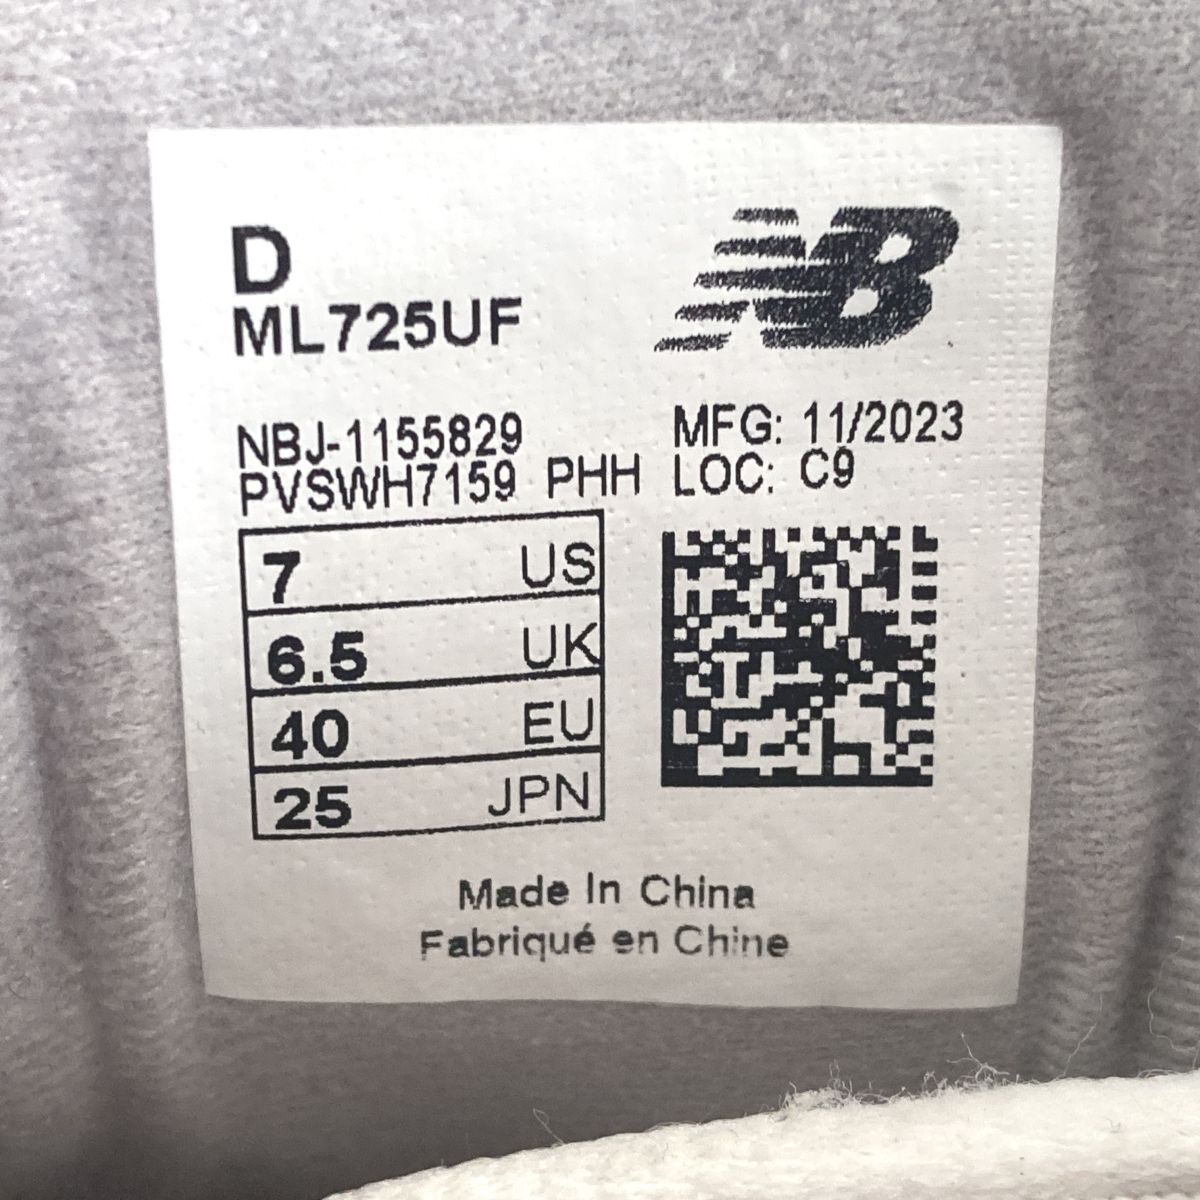 D
ML725UF
NB
NBJ-1155829
PVSWH7159 PHH
MFG: 11/2023
LOC: C9
7 US
6.5 UK
40 EU
25 JPN
Made In China
Fabriqué en Chine